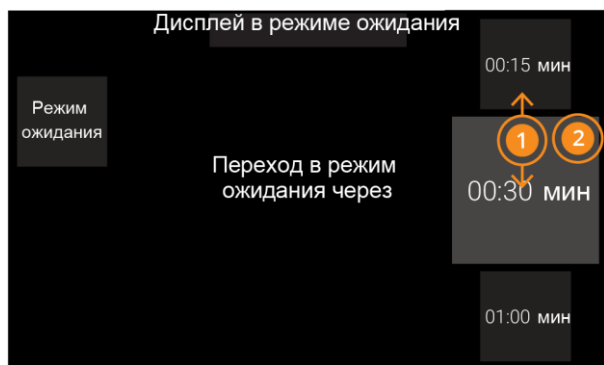 Дисплей в режиме ожидания
00:15 мин
Режим
ожидания
1
2
Переход в режим
ожидания через
00:30 мин
01:00 мин